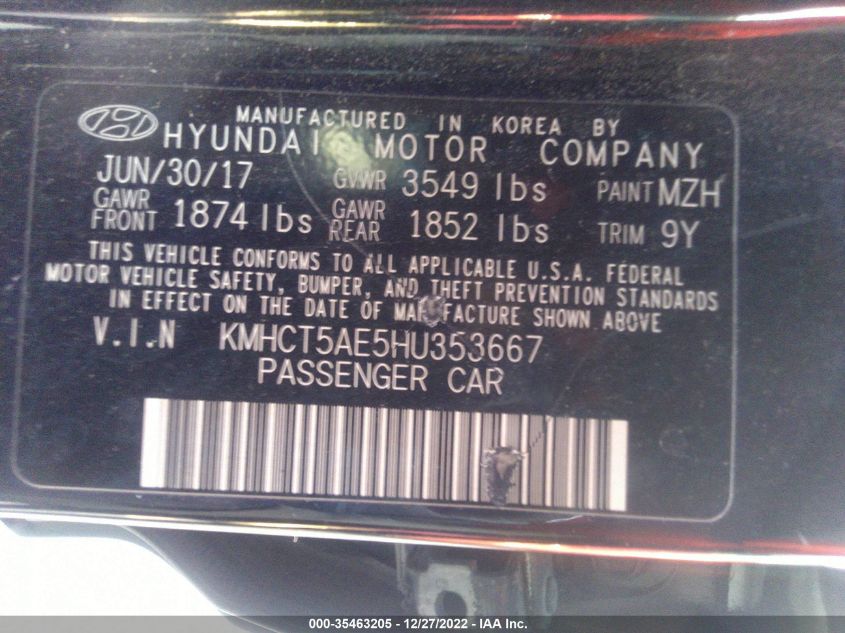 MANUFACTURED IN KOREA BY
HYUNDAI MOTOR COMPANY
JUN/30/17 GVWR 3549 lbs PAINT MZH
GAWR FRONT 1874 lbs GAWR REAR 1852 lbs TRIM 9Y
THIS VEHICLE CONFORMS TO ALL APPLICABLE U.S.A. FEDERAL
MOTOR VEHICLE SAFETY, BUMPER, AND THEFT PREVENTION STANDARDS
IN EFFECT ON THE DATE OF MANUFACTURE SHOWN ABOVE
V.I.N KMHCT5AE5HU353667
PASSENGER CAR
000-35463205 - 12/27/2022 - IAA Inc.